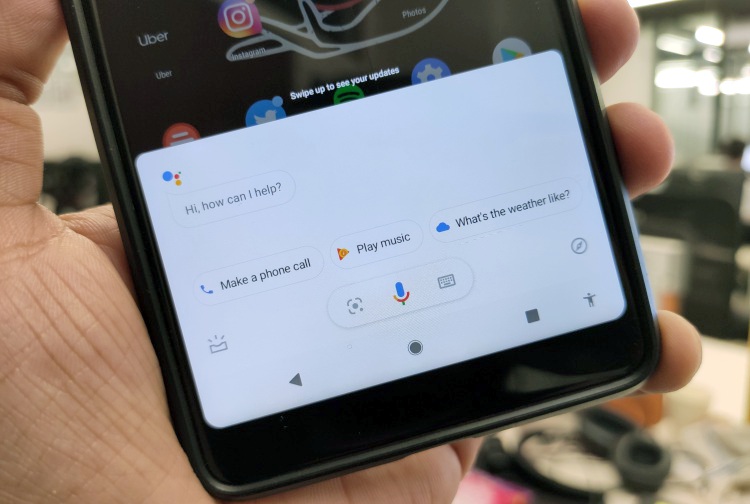 Uber
Uber
Instagram
Photos
Swipe up to see your updates
Hi, how can I help?
Make a phone call
Play music
What's the weather like?